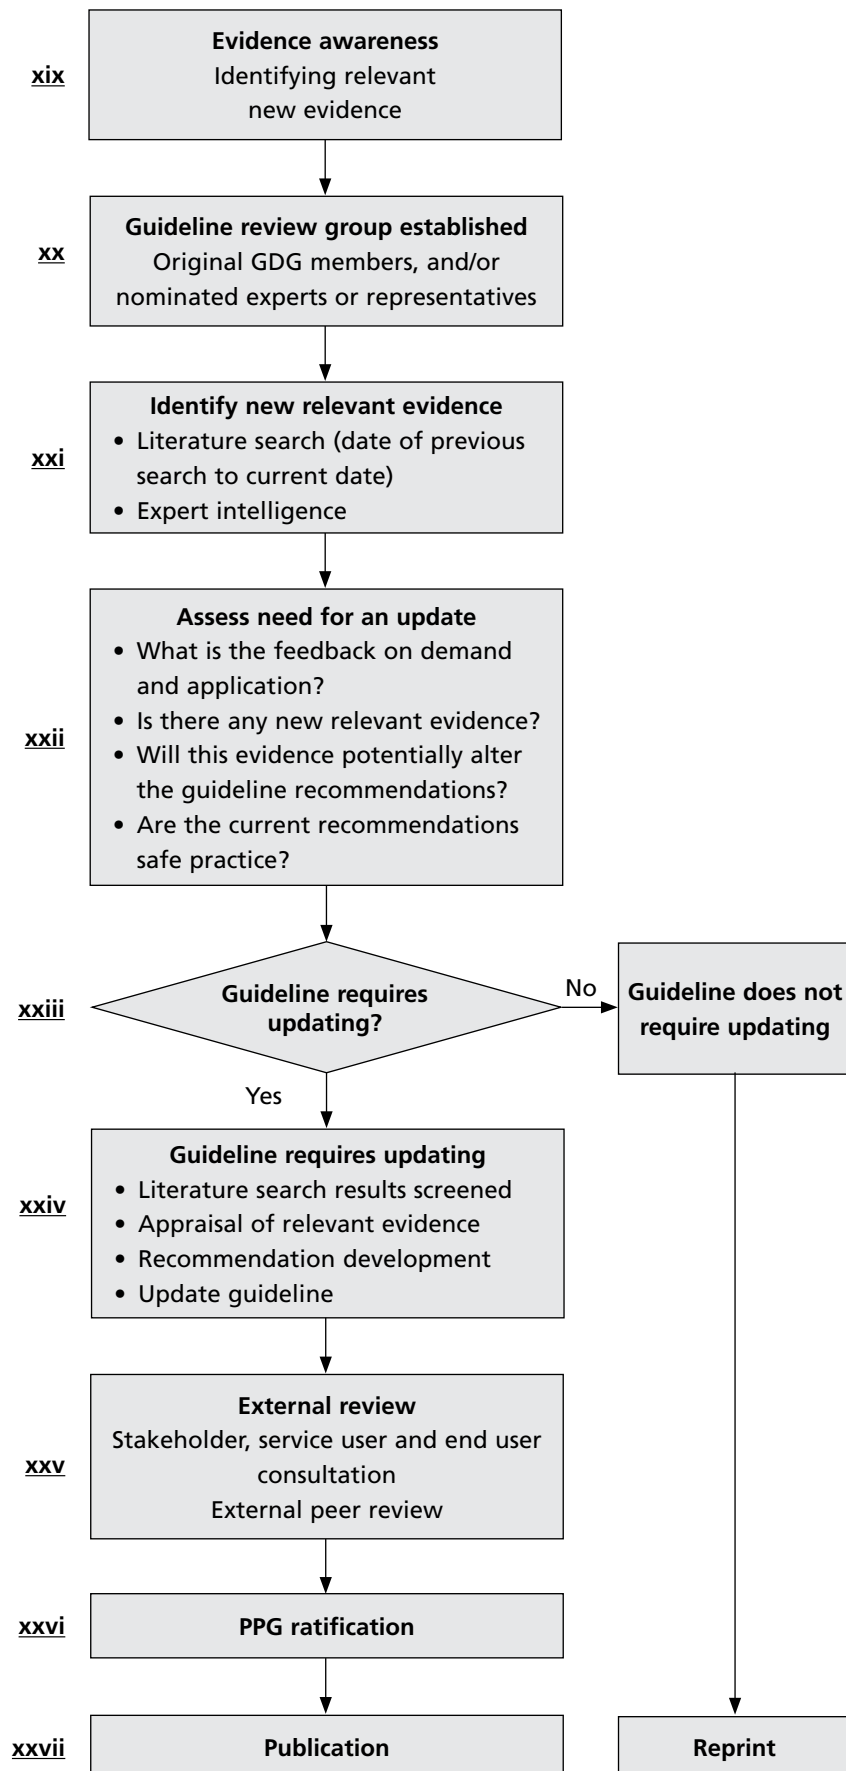 xix
Evidence awareness
Identifying relevant
new evidence
xx
Guideline review group established
Original GDG members, and/or
nominated experts or representatives
xxi
Identify new relevant evidence
• Literature search (date of previous
search to current date)
• Expert intelligence
xxii
Assess need for an update
• What is the feedback on demand
and application?
• Is there any new relevant evidence?
• Will this evidence potentially alter
the guideline recommendations?
• Are the current recommendations
safe practice?
xxiii
Guideline requires
updating?
No
Guideline does not
require updating
Yes
xxiv
Guideline requires updating
• Literature search results screened
• Appraisal of relevant evidence
• Recommendation development
• Update guideline
xxv
External review
Stakeholder, service user and end user
consultation
External peer review
xxvi
PPG ratification
xxvii
Publication
Reprint